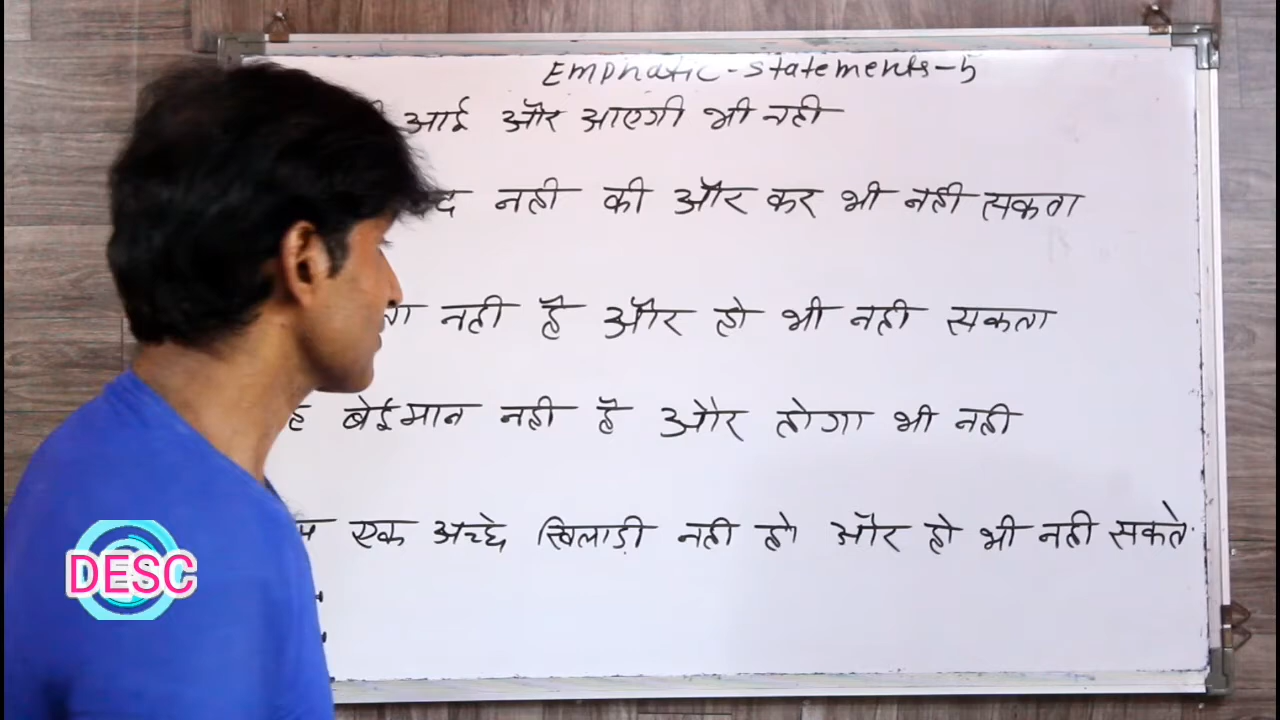 Emphatic-statements-5
आई और आएगी भी नही
नही की और कर भी नही सकता
नही है और हो भी नही सकता
बेईमान नही है और होगा भी नही
एक अच्छे खिलाड़ी नही हो और हो भी नही सकते
DESC